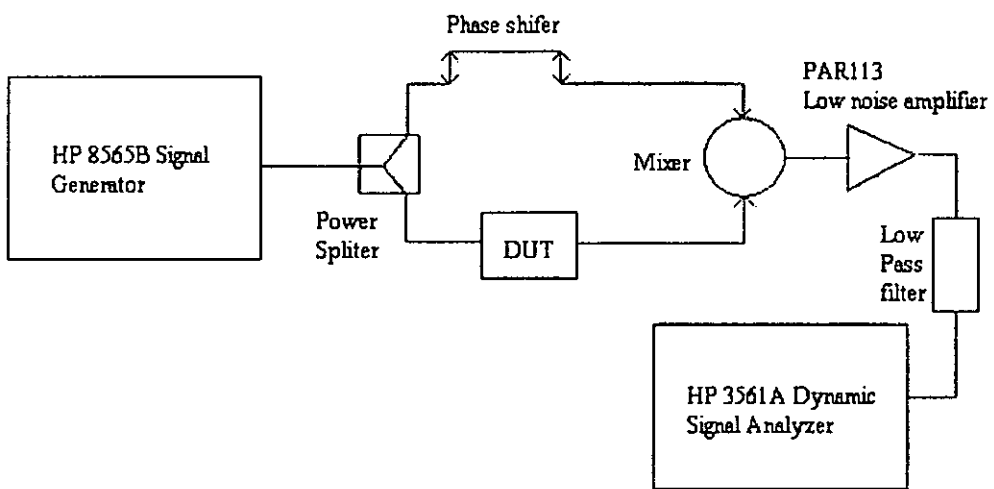 Phase shifer
PAR113
Low noise amplifier
HP 8565B Signal
Generator
Mixer
Power
Spliter
DUT
Low
Pass
filter
HP 3561A Dynamic
Signal Analyzer